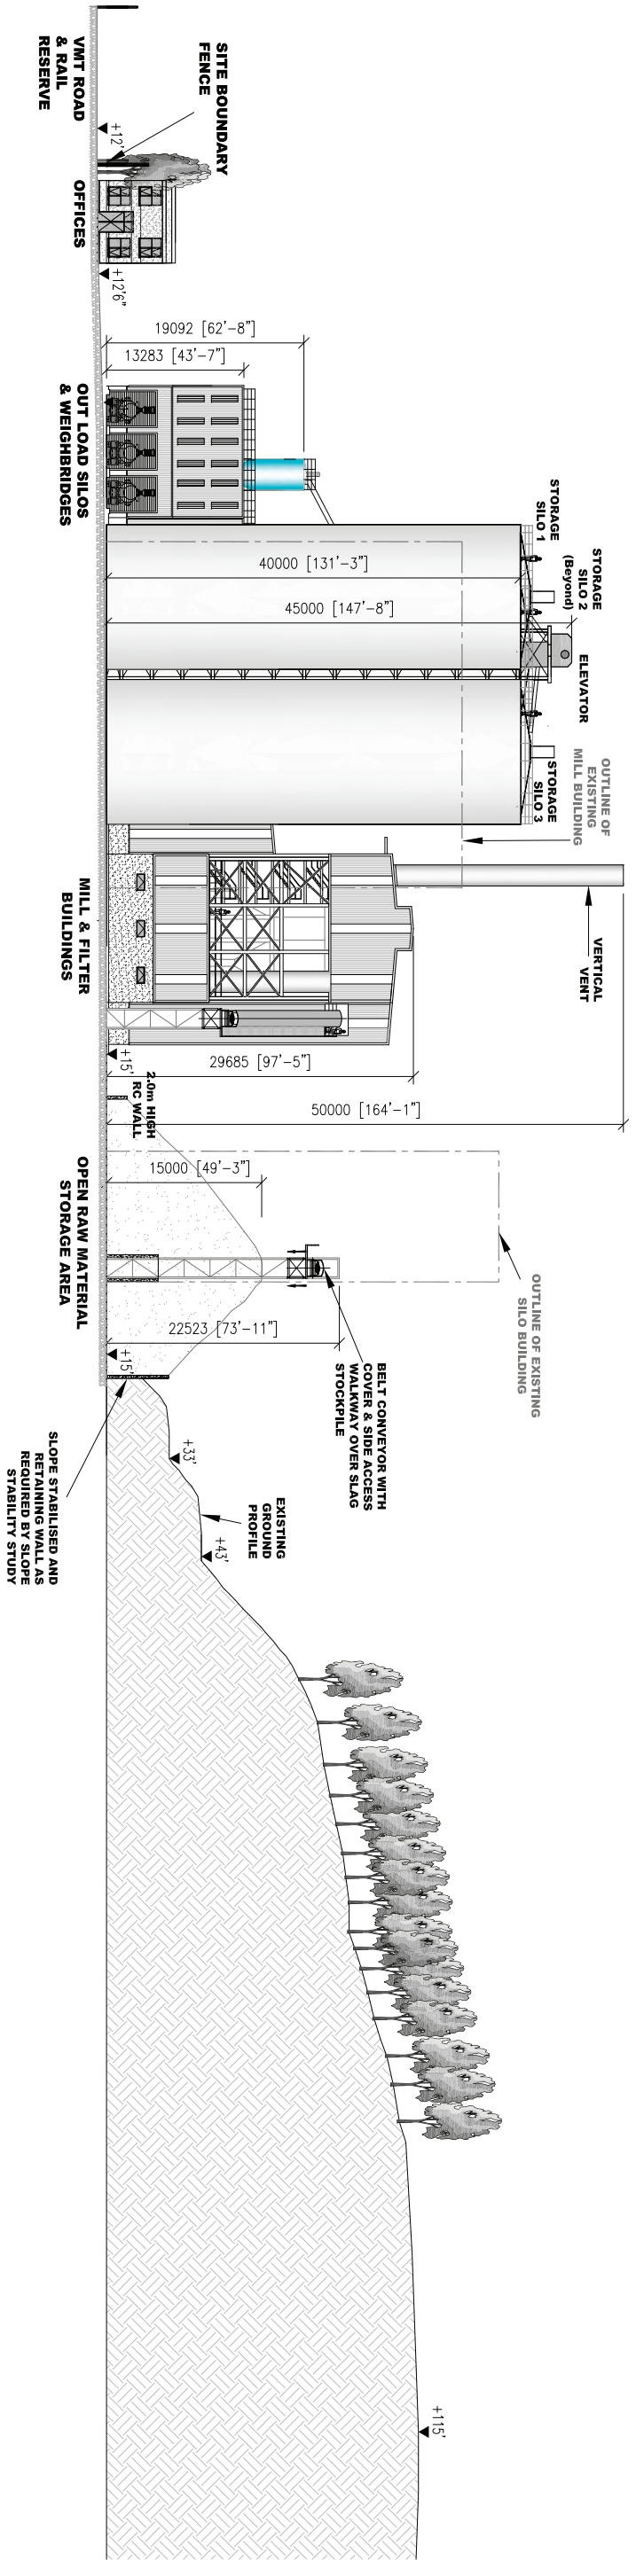 VMT ROAD
& RAIL
RESERVE
+12'
SITE BOUNDARY
FENCE
OFFICES
+12'6"
19092 [62'-8"]
13283 [43'-7"]
OUT LOAD SILOS
& WEIGHBRIDGES
STORAGE
SILO 1
STORAGE
SILO 2
(Beyond)
ELEVATOR
40000 [131'-3"]
45000 [147'-8"]
STORAGE
SILO 3
OUTLINE OF
EXISTING
MILL BUILDING
VERTICAL
VENT
MILL & FILTER
BUILDINGS
+15'
29685 [97'-5"]
50000 [164'-1"]
2.0m HIGH
RC WALL
15000 [49'-3"]
OPEN RAW MATERIAL
STORAGE AREA
22523 [73'-11"]
OUTLINE OF EXISTING
SILO BUILDING
BELT CONVEYOR WITH
COVER & SIDE ACCESS
WALKWAY OVER SLAG
STOCKPILE
+15'
SLOPE STABILISED AND
RETAINING WALL AS
REQUIRED BY SLOPE
STABILITY STUDY
+33'
EXISTING
GROUND
PROFILE
+43'
+115'